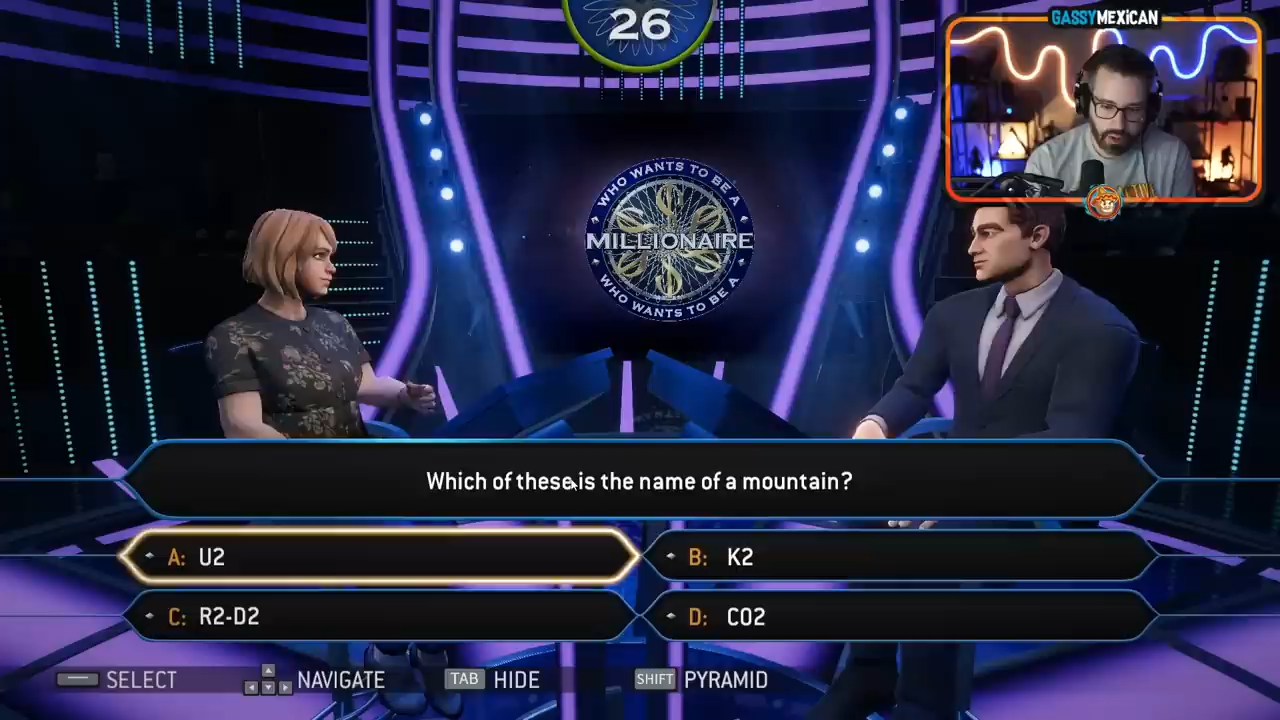 26
GASSYMEXICAN
WHO WANTS TO BE A
MILLIONAIRE
WHO WANTS TO BE A
Which of these is the name of a mountain?
A: U2
B: K2
C: R2-D2
D: CO2
SELECT
NAVIGATE
TAB HIDE
SHIFT PYRAMID